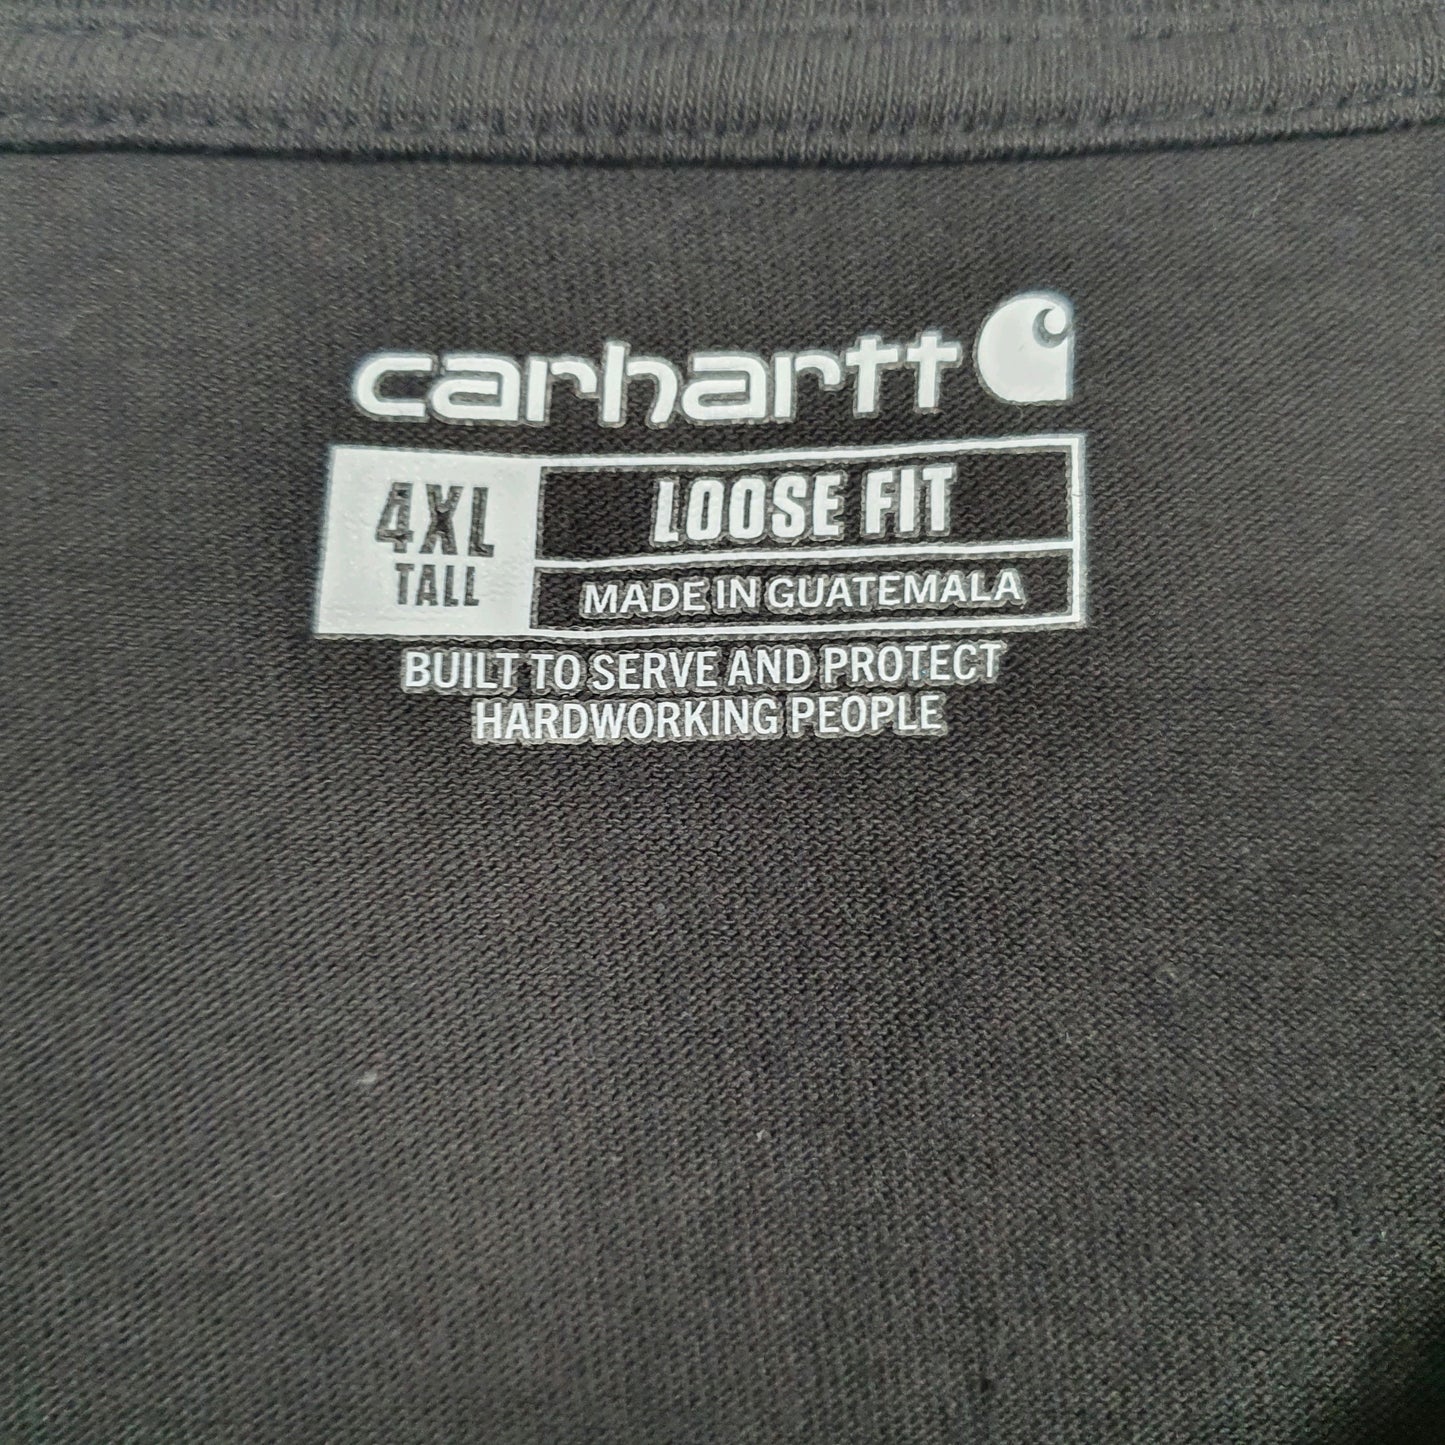 carhartt
4XL
TALL
LOOSE FIT
MADE IN GUATEMALA
BUILT TO SERVE AND PROTECT
HARDWORKING PEOPLE